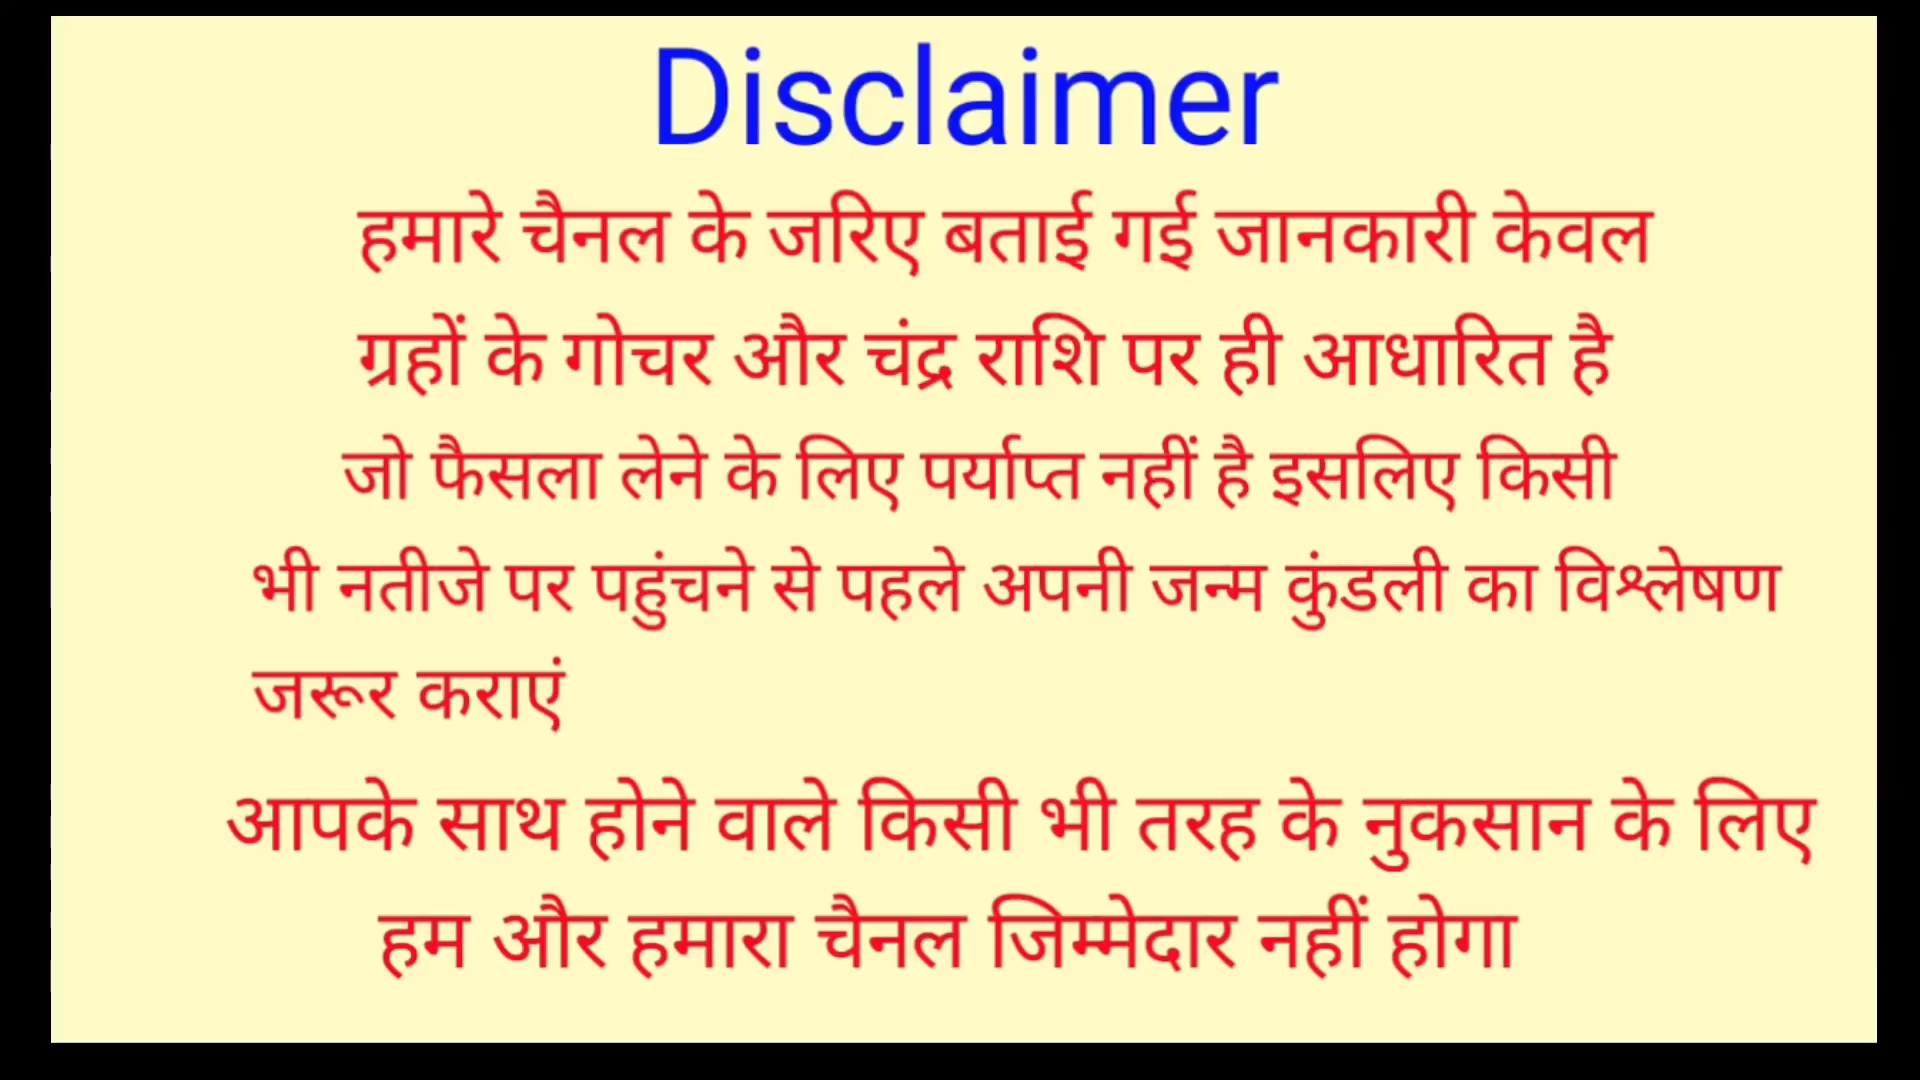 Disclaimer
हमारे चैनल के जरिए बताई गई जानकारी केवल
ग्रहों के गोचर और चंद्र राशि पर ही आधारित है
जो फैसला लेने के लिए पर्याप्त नहीं है इसलिए किसी
भी नतीजे पर पहुंचने से पहले अपनी जन्म कुंडली का विश्लेषण
जरूर कराएं
आपके साथ होने वाले किसी भी तरह के नुकसान के लिए
हम और हमारा चैनल जिम्मेदार नहीं होगा